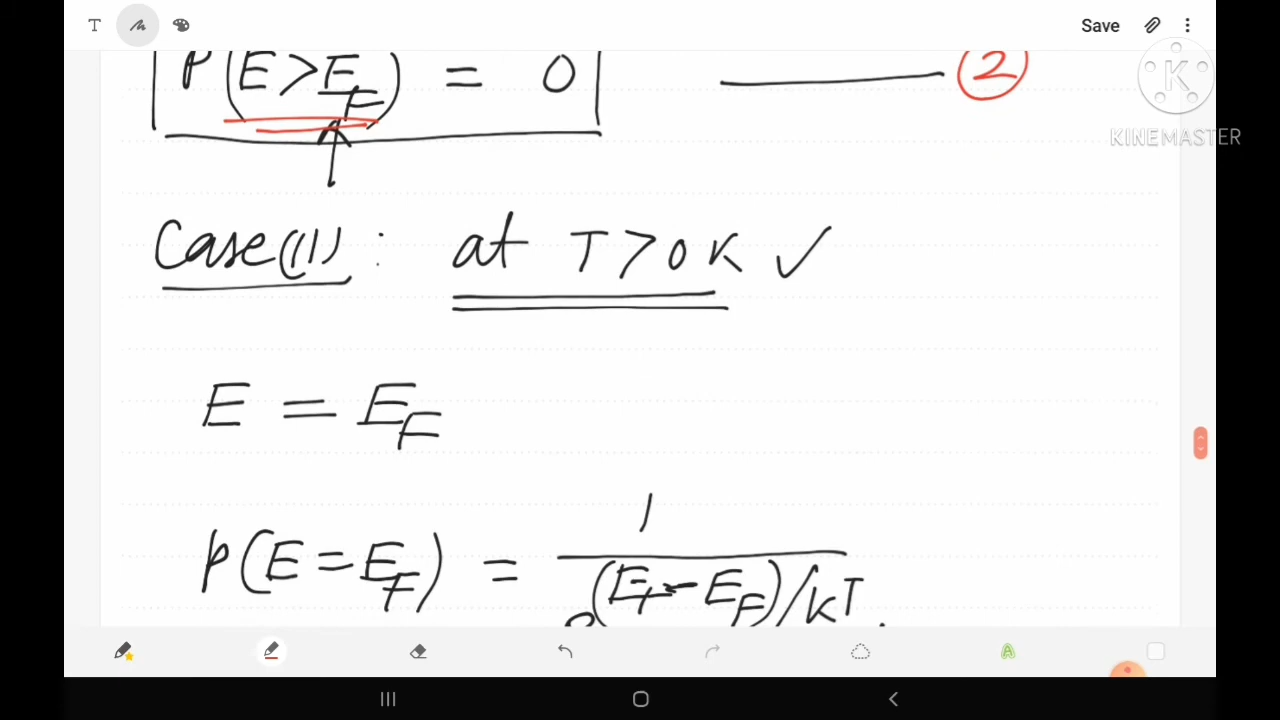 Save
P(E>E_F) = 0 ——— ②
KINEMASTER
Case(II): at T>0K ✓
E = E_F
P(E=E_F) = 1
(E_F-E_F)/KT